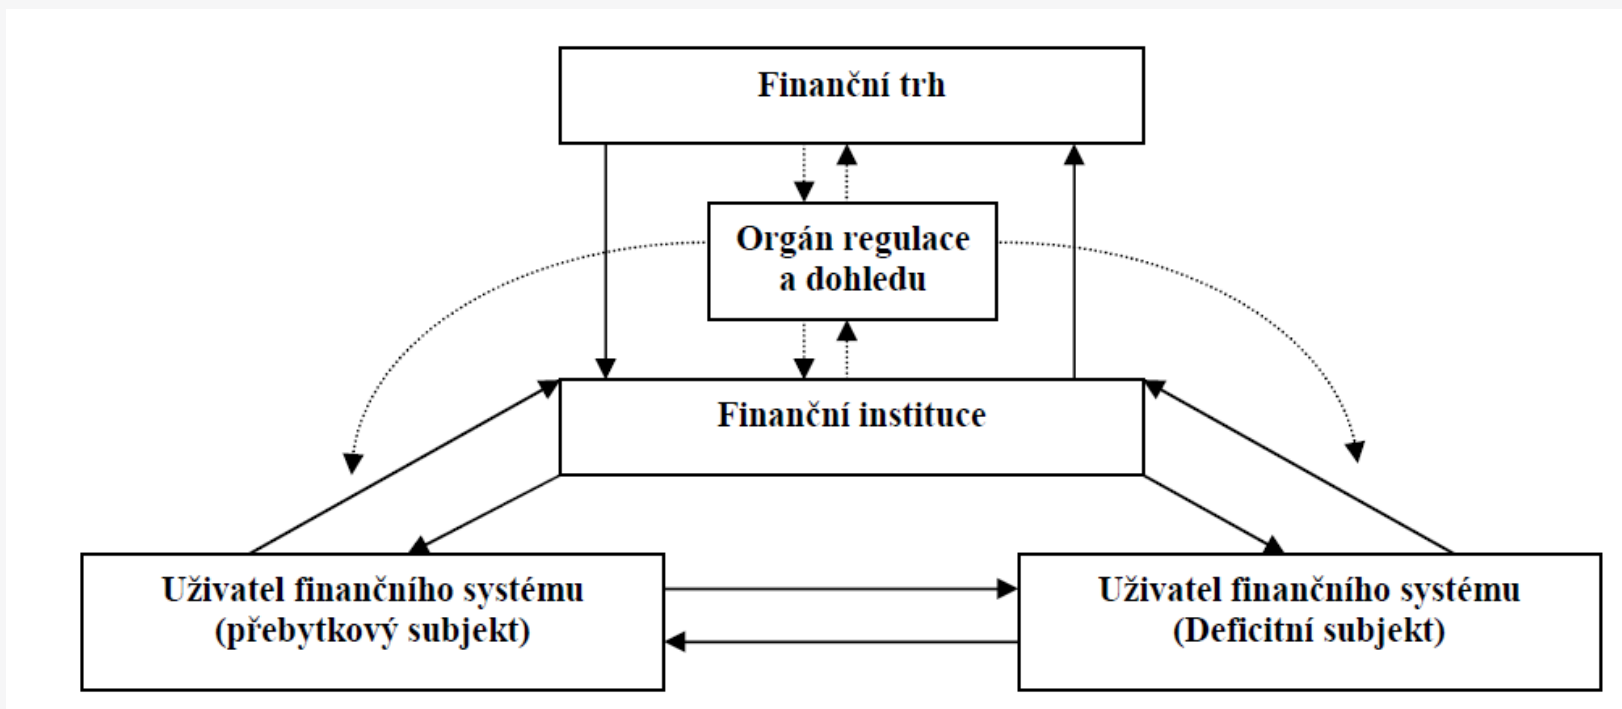 Finanční trh
Orgán regulace
a dohledu
Finanční instituce
Uživatel finančního systému
(přebytkový subjekt)
Uživatel finančního systému
(Deficitní subjekt)